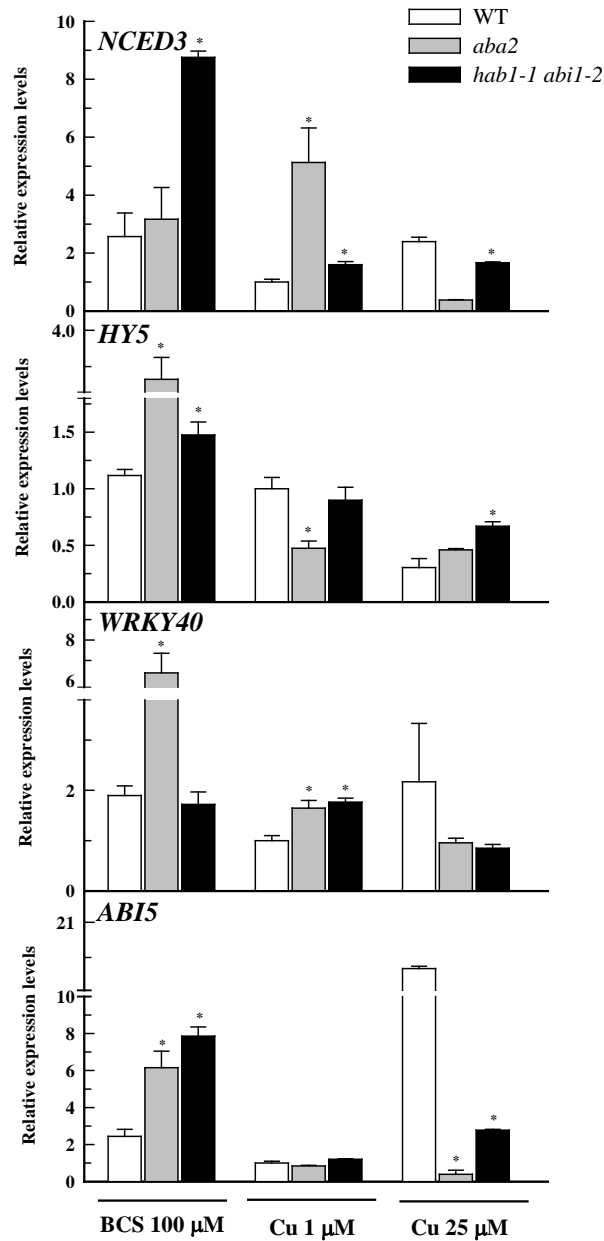 WT
aba2
hab1-1 abi1-2
NCED3
Relative expression levels
10
8
6
4
2
0
*
*
*
*
HY5
Relative expression levels
4.0
1.5
1.0
0.5
0.0
*
*
*
*
WRKY40
Relative expression levels
8
6
2
0
*
*
*
ABI5
Relative expression levels
21
10
8
6
4
2
0
*
*
*
*
BCS 100 μM
Cu 1 μM
Cu 25 μM